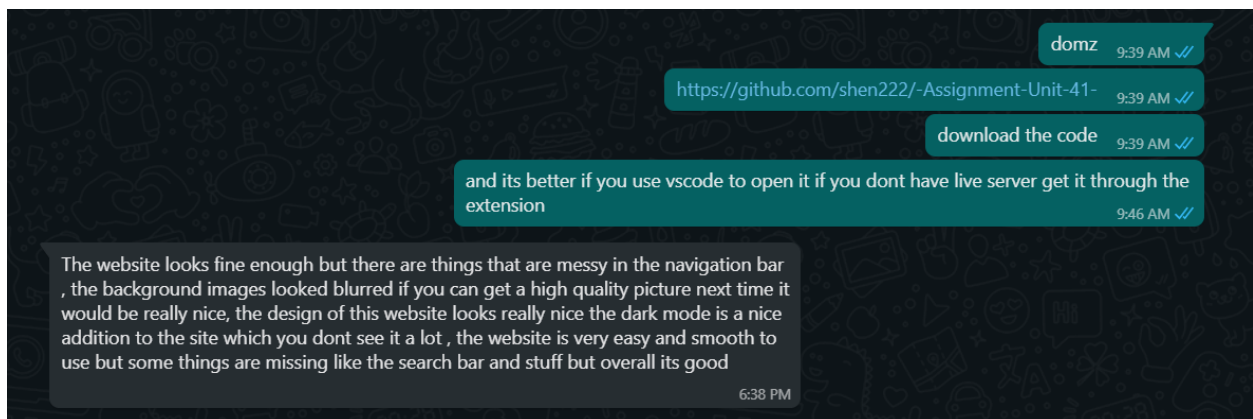 domz 9:39 AM
https://github.com/shen222/-Assignment-Unit-41- 9:39 AM
download the code 9:39 AM
and its better if you use vscode to open it if you dont have live server get it through the
extension
9:46 AM
The website looks fine enough but there are things that are messy in the navigation bar
, the background images looked blurred if you can get a high quality picture next time it
would be really nice, the design of this website looks really nice the dark mode is a nice
addition to the site which you dont see it a lot , the website is very easy and smooth to
use but some things are missing like the search bar and stuff but overall its good
6:38 PM